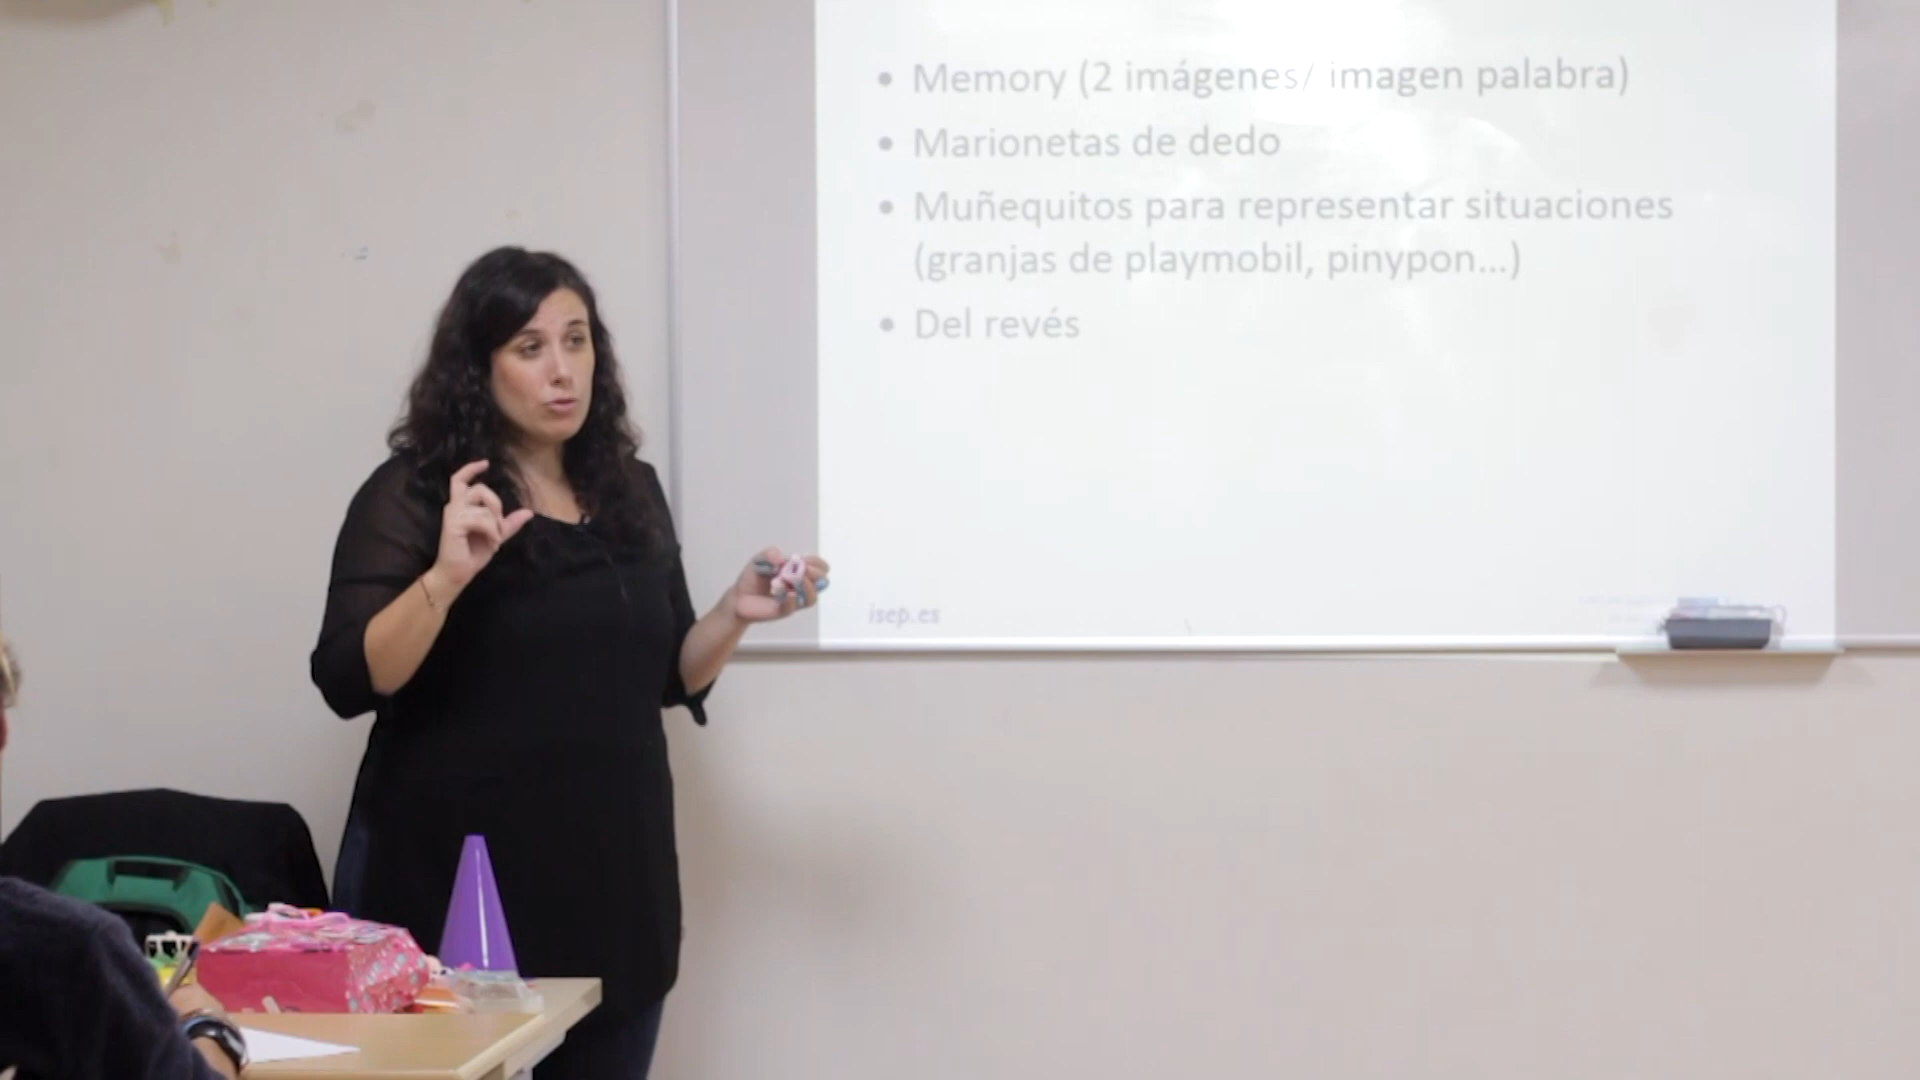 • Memory (2 imágenes/ imagen palabra)
• Marionetas de dedo
• Muñequitos para representar situaciones
(granjas de playmobil, pinypon...)
• Del revés
isep.es